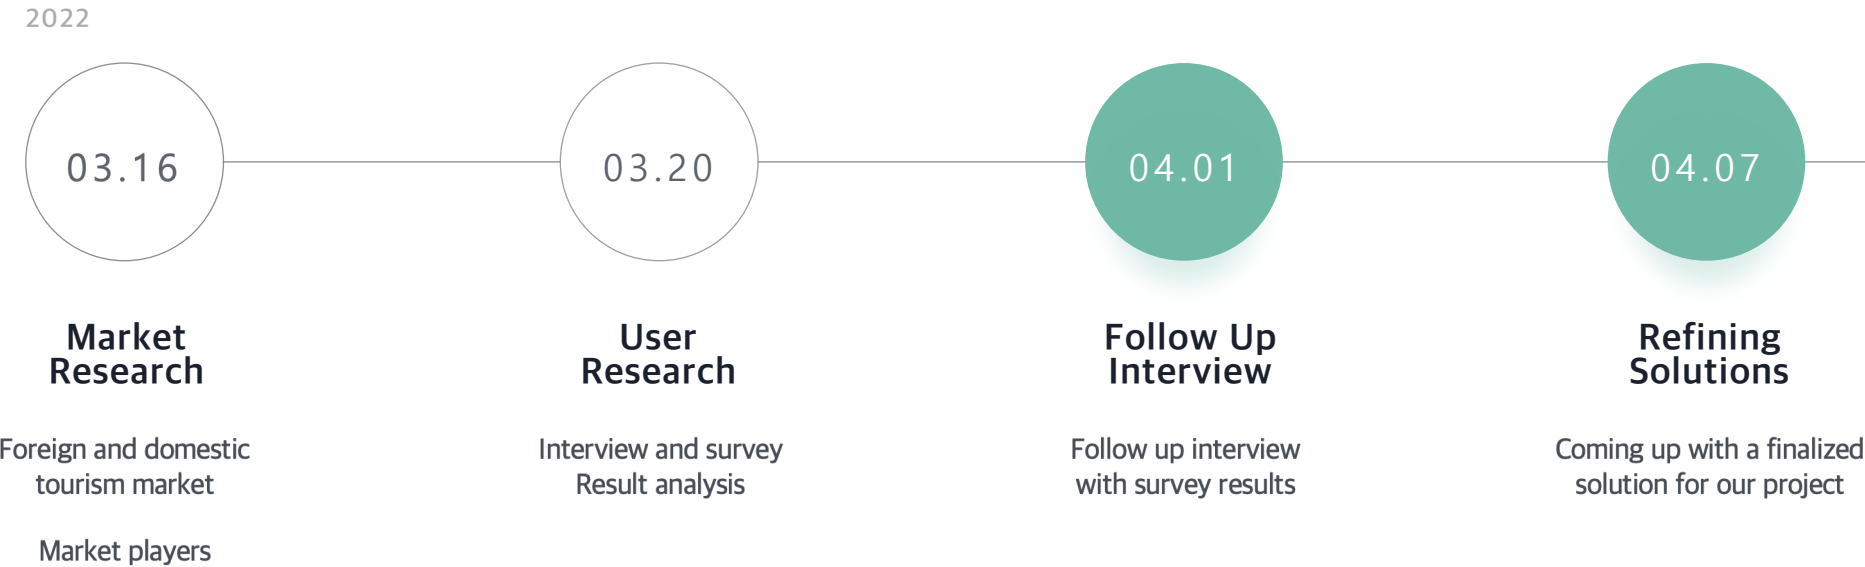 2022
03.16
03.20
04.01
04.07
Market
Research
User
Research
Follow Up
Interview
Refining
Solutions
Foreign and domestic
tourism market
Market players
Interview and survey
Result analysis
Follow up interview
with survey results
Coming up with a finalized
solution for our project